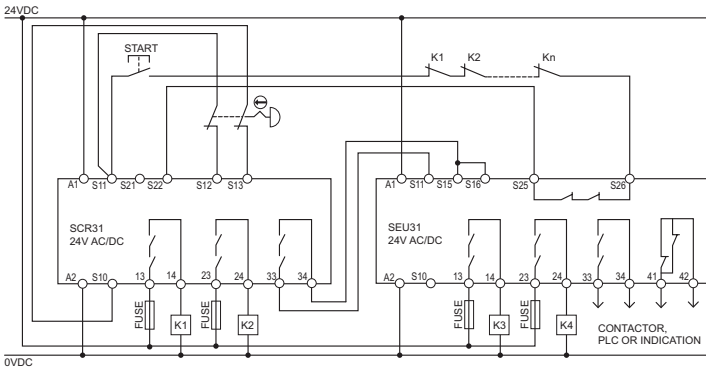 24VDC
START
K1 K2 Kn
A1 S11 S21 S22 S12 S13
A1 S11 S15 S16 S25 S26
SCR31
24V AC/DC
SEU31
24V AC/DC
A2 S10 13 14 23 24 33 34
A2 S10 13 14 23 24 33 34 41 42
FUSE K1 FUSE K2
FUSE K3 FUSE K4
CONTACTOR,
PLC OR INDICATION
0VDC